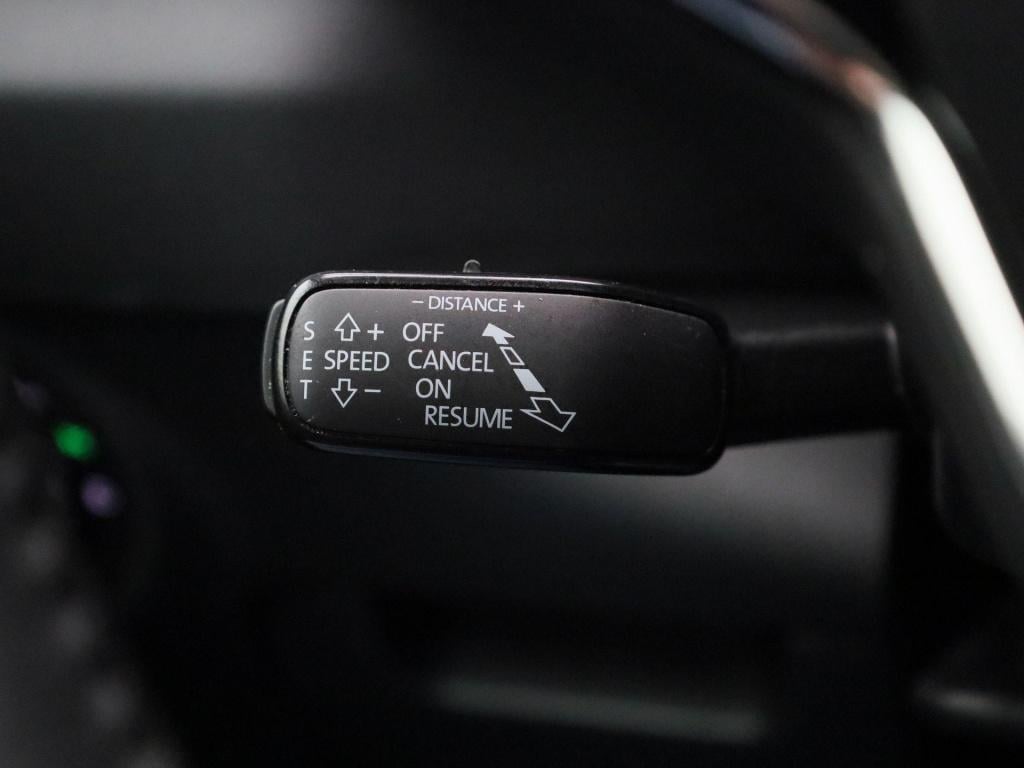 − DISTANCE +
S + OFF
E SPEED CANCEL
T − ON
RESUME